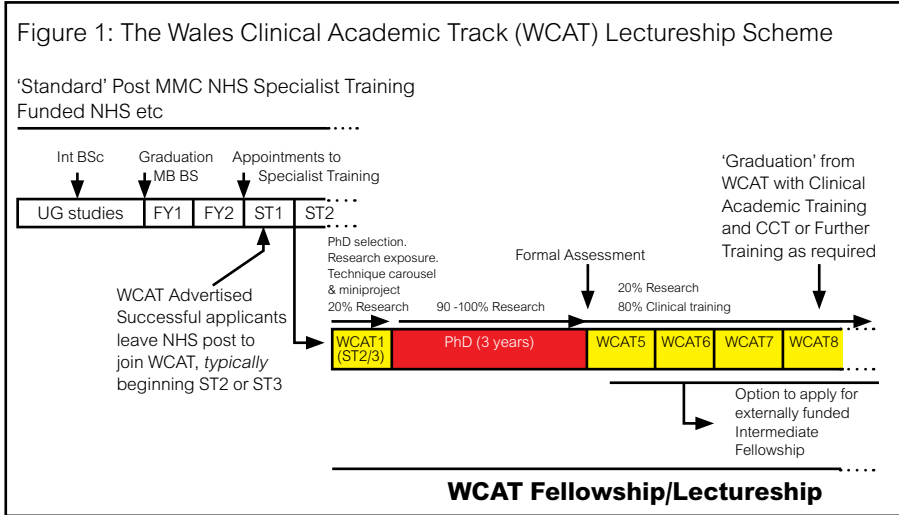 Figure 1: The Wales Clinical Academic Track (WCAT) Lectureship Scheme
‘Standard’ Post MMC NHS Specialist Training
Funded NHS etc
Int BSc
Graduation
MB BS
Appointments to
Specialist Training
UG studies
FY1
FY2
ST1
ST2
WCAT Advertised
Successful applicants
leave NHS post to
join WCAT, typically
beginning ST2 or ST3
PhD selection.
Research exposure.
Technique carousel
& miniproject
20% Research
90 -100% Research
Formal Assessment
20% Research
80% Clinical training
‘Graduation’ from
WCAT with Clinical
Academic Training
and CCT or Further
Training as required
WCAT1
(ST2/3)
PhD (3 years)
WCAT5
WCAT6
WCAT7
WCAT8
Option to apply for
externally funded
Intermediate
Fellowship
WCAT Fellowship/Lectureship